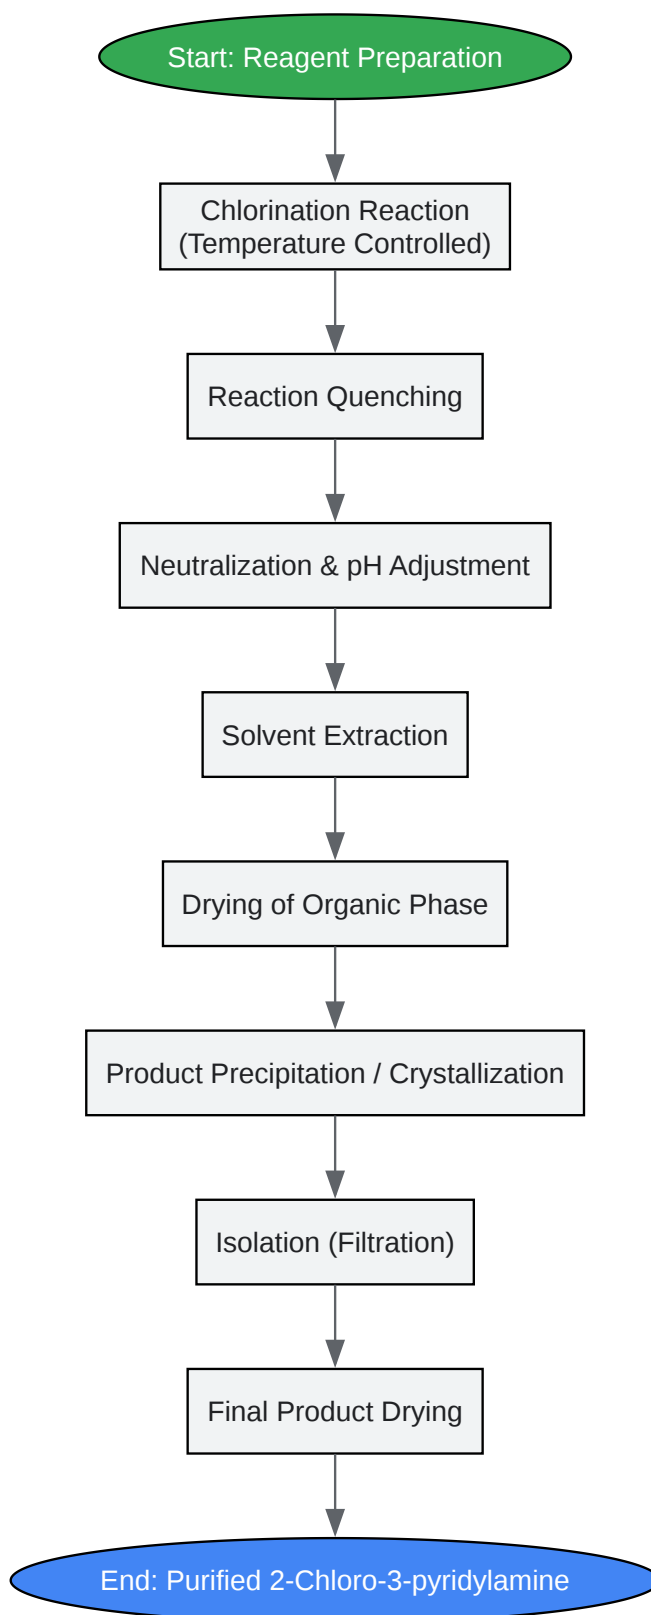 Start: Reagent Preparation
Chlorination Reaction
(Temperature Controlled)
Reaction Quenching
Neutralization & pH Adjustment
Solvent Extraction
Drying of Organic Phase
Product Precipitation / Crystallization
Isolation (Filtration)
Final Product Drying
End: Purified 2-Chloro-3-pyridylamine